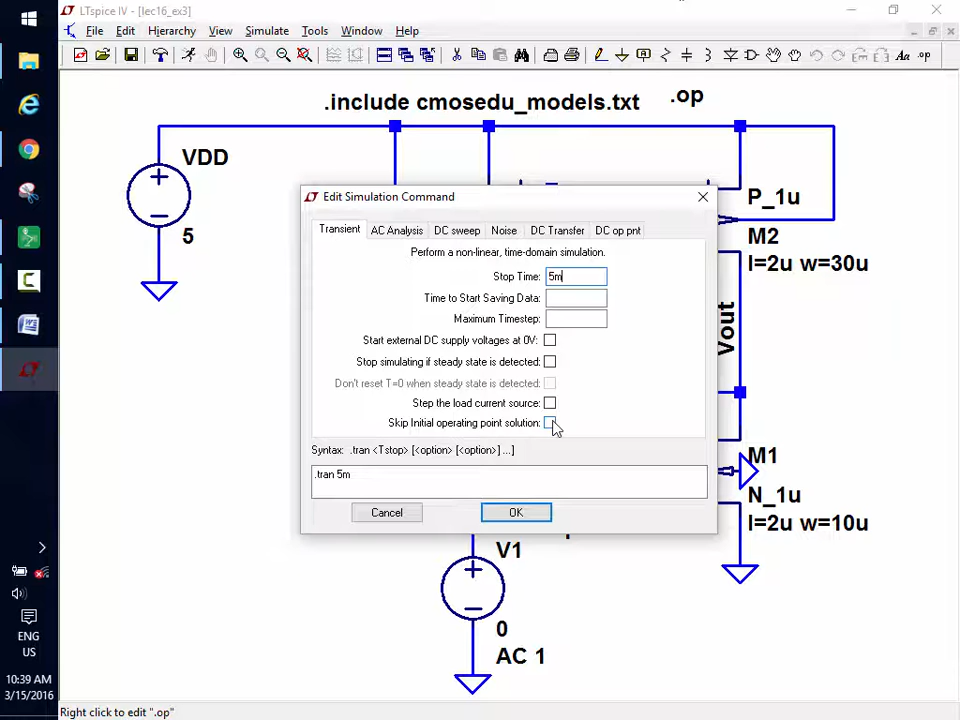 LTspice IV - [lec16_ex3]
File Edit Hierarchy View Simulate Tools Window Help
Aa .op
.include cmosedu_models.txt .op
VDD
5
P_1u
M2
l=2u w=30u
Vout
Edit Simulation Command
Transient AC Analysis DC sweep Noise DC Transfer DC op pnt
Perform a non-linear, time-domain simulation.
Stop Time: 5m
Time to Start Saving Data:
Maximum Timestep:
Start external DC supply voltages at 0V:
Stop simulating if steady state is detected:
Don't reset T=0 when steady state is detected:
Step the load current source:
Skip Initial operating point solution:
Syntax: .tran <Tstop> [<option> [<option>] ...]
.tran 5m
Cancel OK
M1
N_1u
l=2u w=10u
V1
0
AC 1
ENG
US
10:39 AM
3/15/2016
Right click to edit ".op"